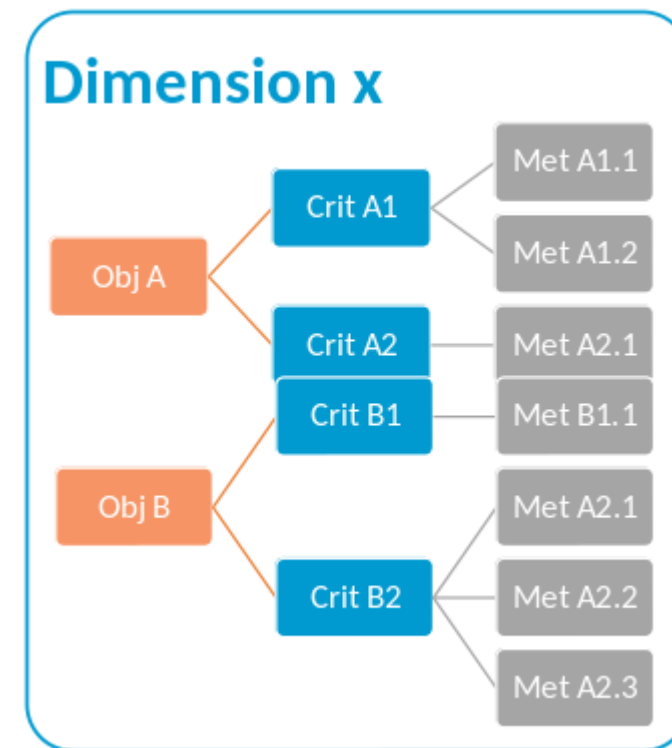 Dimension x
Met A1.1
Crit A1
Met A1.2
Obj A
Crit A2
Met A2.1
Crit B1
Met B1.1
Obj B
Met A2.1
Crit B2
Met A2.2
Met A2.3